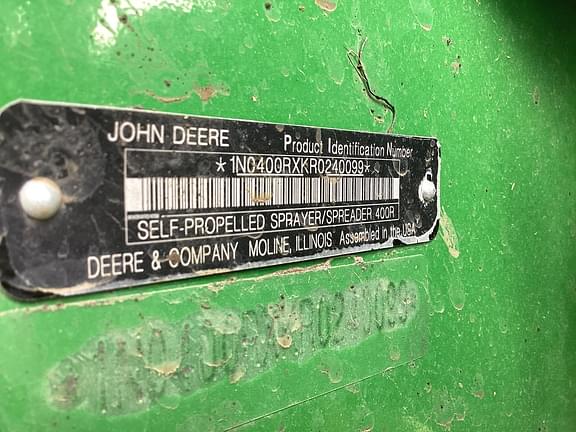 JOHN DEERE
Product Identification Number
*1N0400RXKR0240099*
SELF-PROPELLED SPRAYER/SPREADER 400R
DEERE & COMPANY MOLINE, ILLINOIS Assembled in the USA